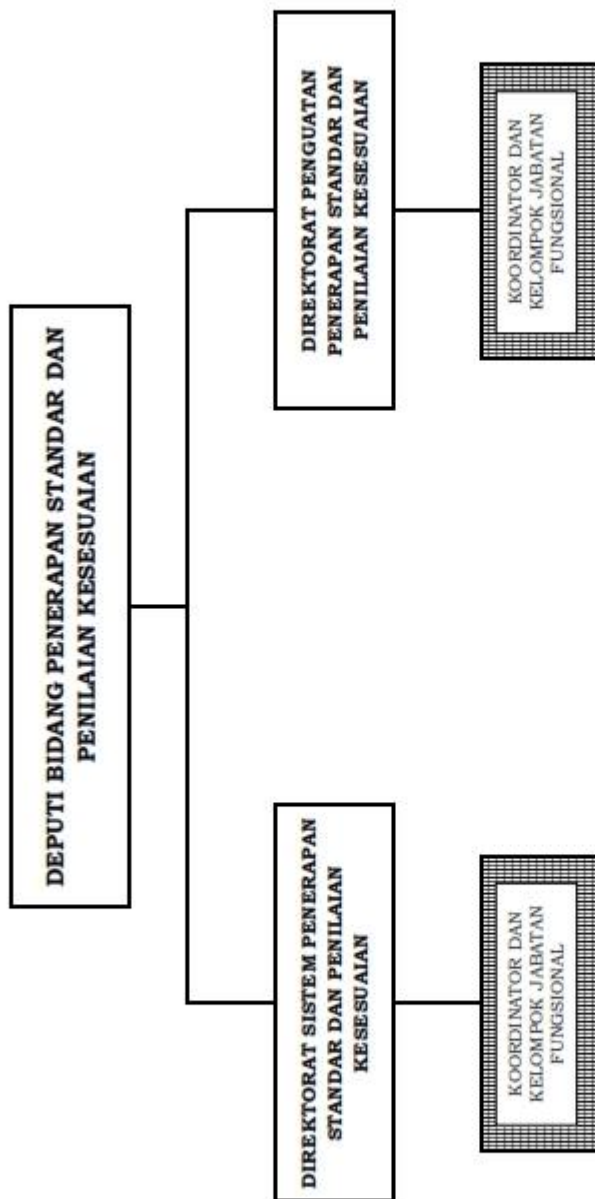 DEPUTI BIDANG PENERAPAN STANDAR DAN
PENILAIAN KESESUAIAN
DIREKTORAT SISTEM PENERAPAN
STANDAR DAN PENILAIAN
KESESUAIAN
DIREKTORAT PENGUATAN
PENERAPAN STANDAR DAN
PENILAIAN KESESUAIAN
KOORDINATOR DAN
KELOMPOK JABATAN
FUNGSIONAL
KOORDINATOR DAN
KELOMPOK JABATAN
FUNGSIONAL